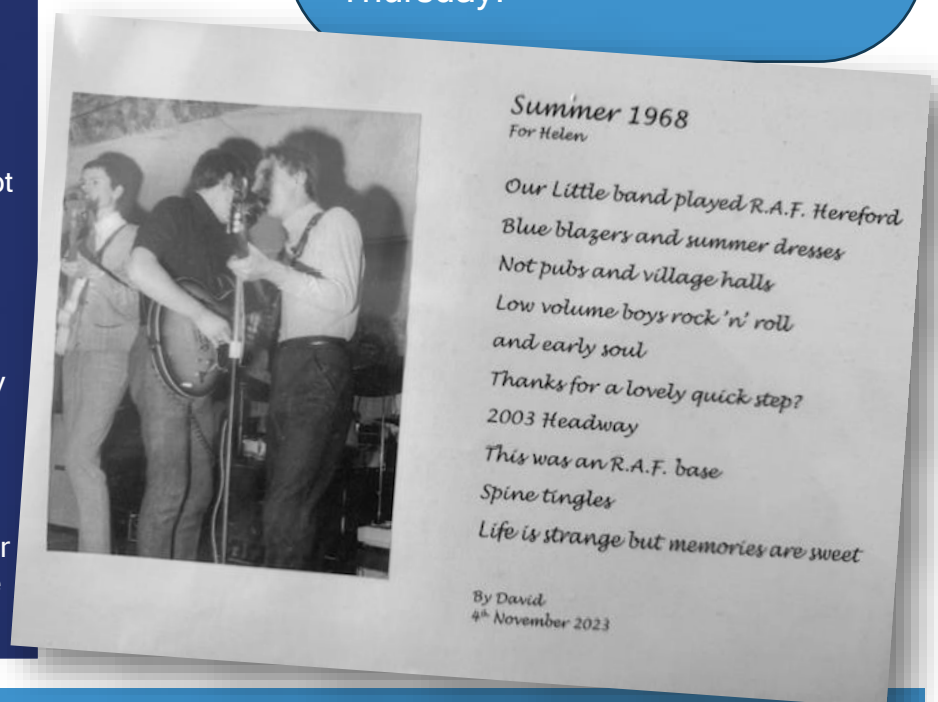 Thursday.
Summer 1968
For Helen
Our Little band played R.A.F. Hereford
Blue blazers and summer dresses
Not pubs and village halls
Low volume boys rock 'n' roll
and early soul
Thanks for a lovely quick step?
2003 Headway
This was an R.A.F. base
Spine tingles
Life is strange but memories are sweet
By David
4th November 2023